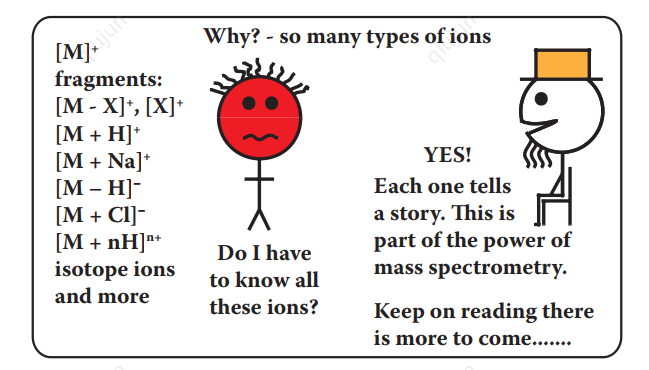 Why? - so many types of ions
[M]⁺
fragments:
[M - X]⁺, [X]⁺
[M + H]⁺
[M + Na]⁺
[M – H]⁻
[M + Cl]⁻
[M + nH]ⁿ⁺
isotope ions
and more
Do I have
to know all
these ions?
YES!
Each one tells
a story. This is
part of the power of
mass spectrometry.
Keep on reading there
is more to come.......